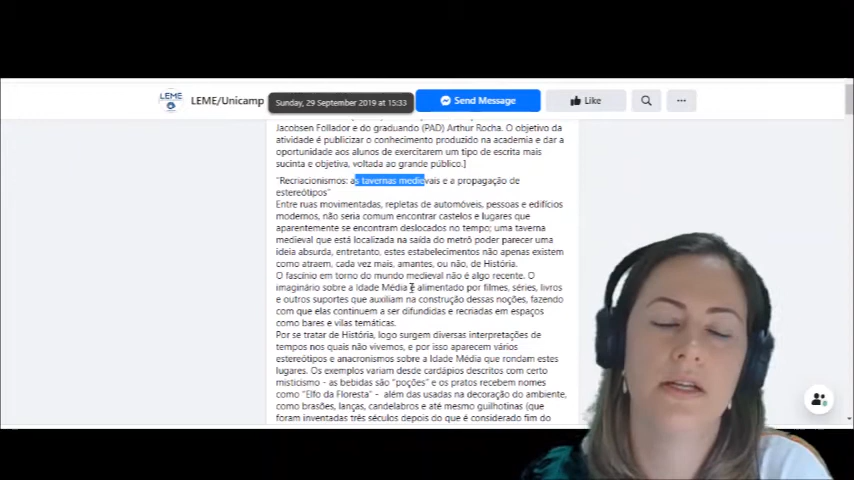 LEME
LEME/Unicamp
Sunday, 29 September 2019 at 15:33
Send Message
Like
Jacobsen Follador e do graduando (PAD) Arthur Rocha. O objetivo da
atividade é publicizar o conhecimento produzido na academia e dar a
oportunidade aos alunos de exercitarem um tipo de escrita mais
sucinta e objetiva, voltada ao grande público.]
"Recriacionismos: as tavernas medievais e a propagação de
estereótipos"
Entre ruas movimentadas, repletas de automóveis, pessoas e edifícios
modernos, não seria comum encontrar castelos e lugares que
aparentemente se encontram deslocados no tempo; uma taverna
medieval que está localizada na saída do metrô pode parecer uma
ideia absurda, entretanto, estes estabelecimentos não apenas existem
como atraem, cada vez mais, amantes, ou não, de História.
O fascínio em torno do mundo medieval não é algo recente. O
imaginário sobre a Idade Média é alimentado por filmes, séries, livros
e outros suportes que auxiliam na construção dessas noções, fazendo
com que elas continuem a ser difundidas e recriadas em espaços
como bares e vilas temáticas.
Por se tratar de História, logo surgem diversas interpretações de
tempos nos quais não vivemos, e por isso aparecem vários
estereótipos e anacronismos sobre a Idade Média que rondam estes
lugares. Os exemplos variam desde cardápios descritos com certo
misticismo - as bebidas são "poções" e os pratos recebem nomes
como "Elfo da Floresta" - além das usadas na decoração do ambiente,
como brasões, lanças, candelabros e até mesmo guilhotinas (que
foram inventadas três séculos depois do que é considerado fim do